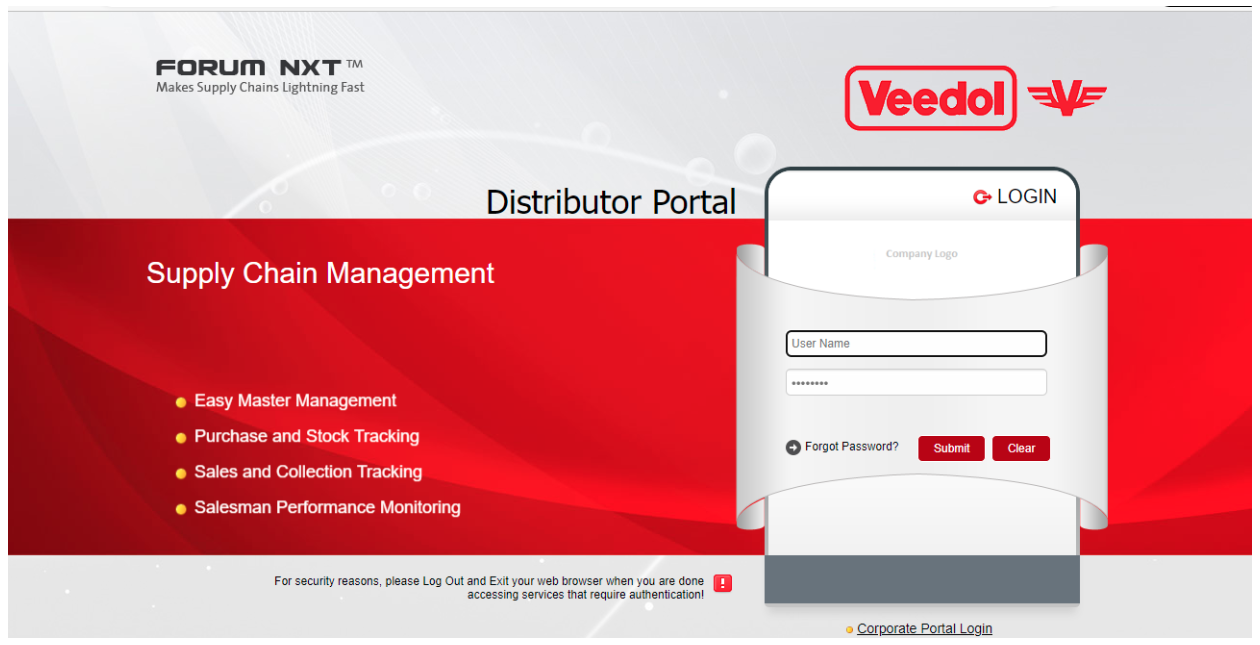 FORUM NXT TM
Makes Supply Chains Lightning Fast
Veedol
Distributor Portal
LOGIN
Company Logo
Supply Chain Management
User Name
••••••••
Easy Master Management
Purchase and Stock Tracking
Sales and Collection Tracking
Salesman Performance Monitoring
Forgot Password?
Submit
Clear
For security reasons, please Log Out and Exit your web browser when you are done
accessing services that require authentication!
Corporate Portal Login